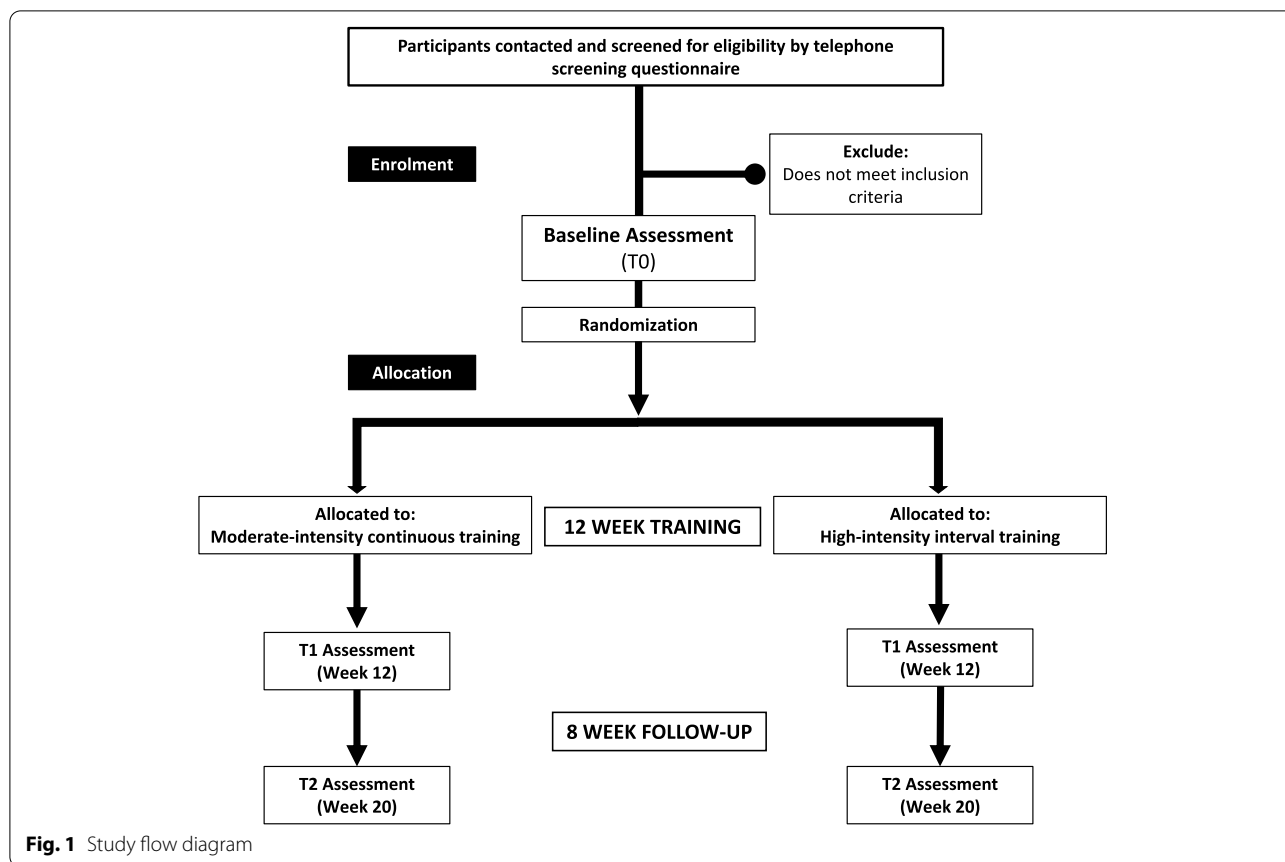 Participants contacted and screened for eligibility by telephone
screening questionnaire
Enrolment
Exclude:
Does not meet inclusion
criteria
Baseline Assessment
(T0)
Randomization
Allocation
Allocated to:
Moderate-intensity continuous training
12 WEEK TRAINING
Allocated to:
High-intensity interval training
T1 Assessment
(Week 12)
T1 Assessment
(Week 12)
8 WEEK FOLLOW-UP
T2 Assessment
(Week 20)
T2 Assessment
(Week 20)
Fig. 1 Study flow diagram